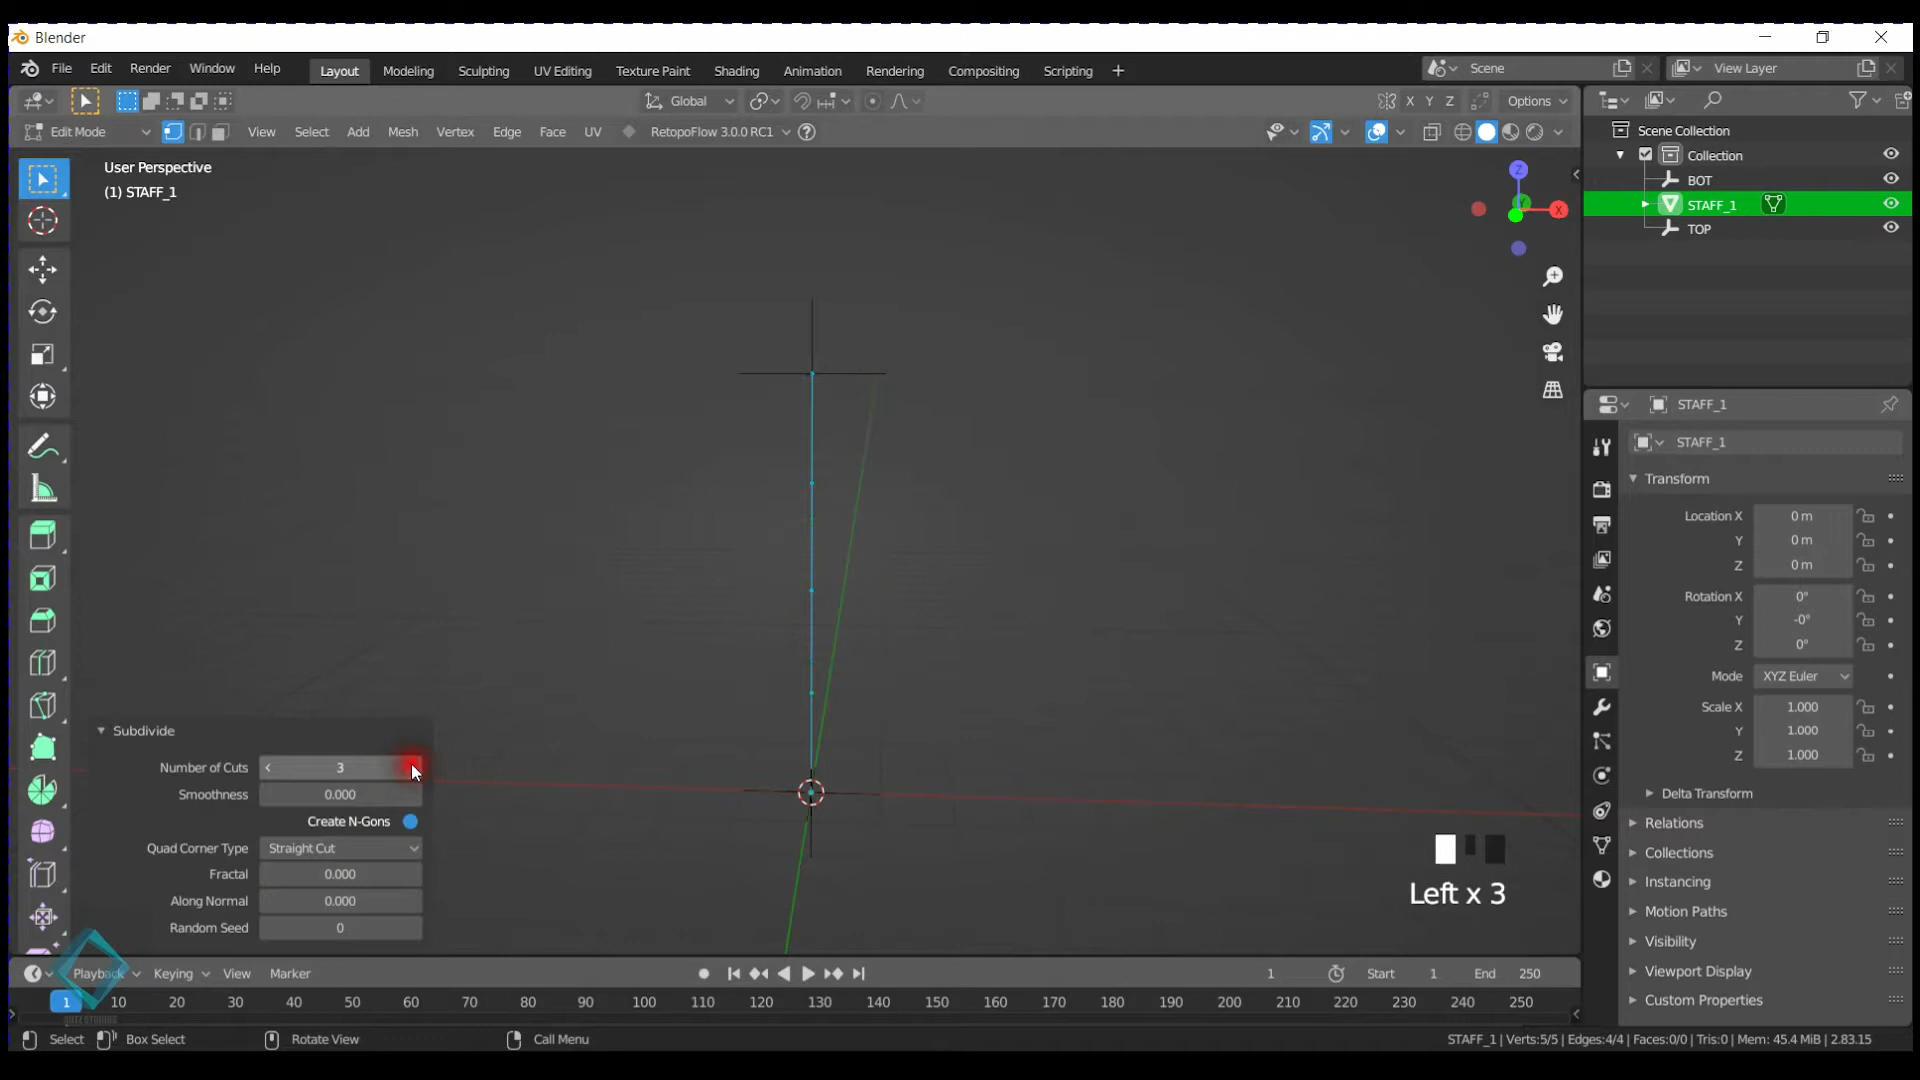 Blender
File Edit Render Window Help Layout Modeling Sculpting UV Editing Texture Paint Shading Animation Rendering Compositing Scripting + Scene View Layer
Global X Y Z Options
Edit Mode View Select Add Mesh Vertex Edge Face UV RetopoFlow 3.0.0 RC1
User Perspective
(1) STAFF_1
Z
X
Scene Collection
Collection
BOT
STAFF_1
TOP
STAFF_1
STAFF_1
Transform
Location X 0 m
Y 0 m
Z 0 m
Rotation X 0°
Y -0°
Z 0°
Mode XYZ Euler
Scale X 1.000
Y 1.000
Z 1.000
Delta Transform
Relations
Collections
Instancing
Motion Paths
Visibility
Viewport Display
Custom Properties
Subdivide
Number of Cuts 3
Smoothness 0.000
Create N-Gons
Quad Corner Type Straight Cut
Fractal 0.000
Along Normal 0.000
Random Seed 0
Left x 3
Playback Keying View Marker 1 Start 1 End 250
1 10 20 30 40 50 60 70 80 90 100 110 120 130 140 150 160 170 180 190 200 210 220 230 240 250
Select Box Select Rotate View Call Menu STAFF_1 | Verts:5/5 | Edges:4/4 | Faces:0/0 | Tris:0 | Mem: 45.4 MiB | 2.83.15